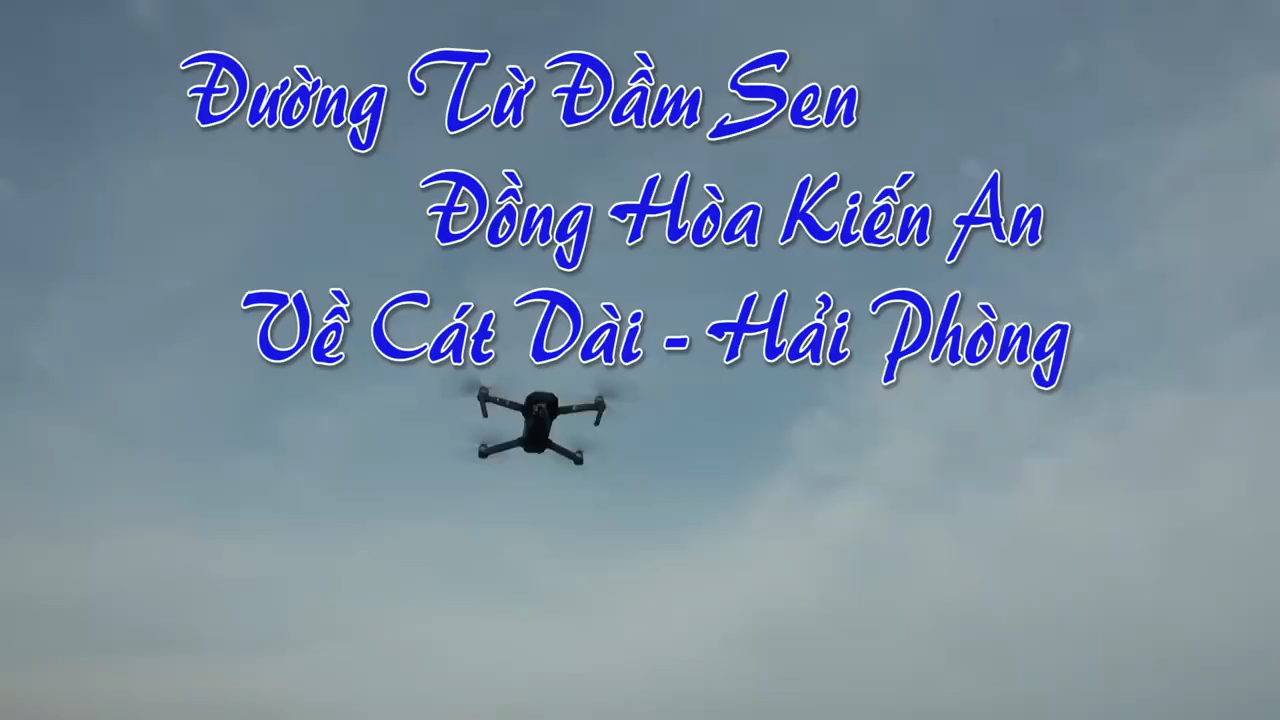 Đường Từ Đầm Sen
Đồng Hòa Kiến An
Về Cát Dài - Hải Phòng